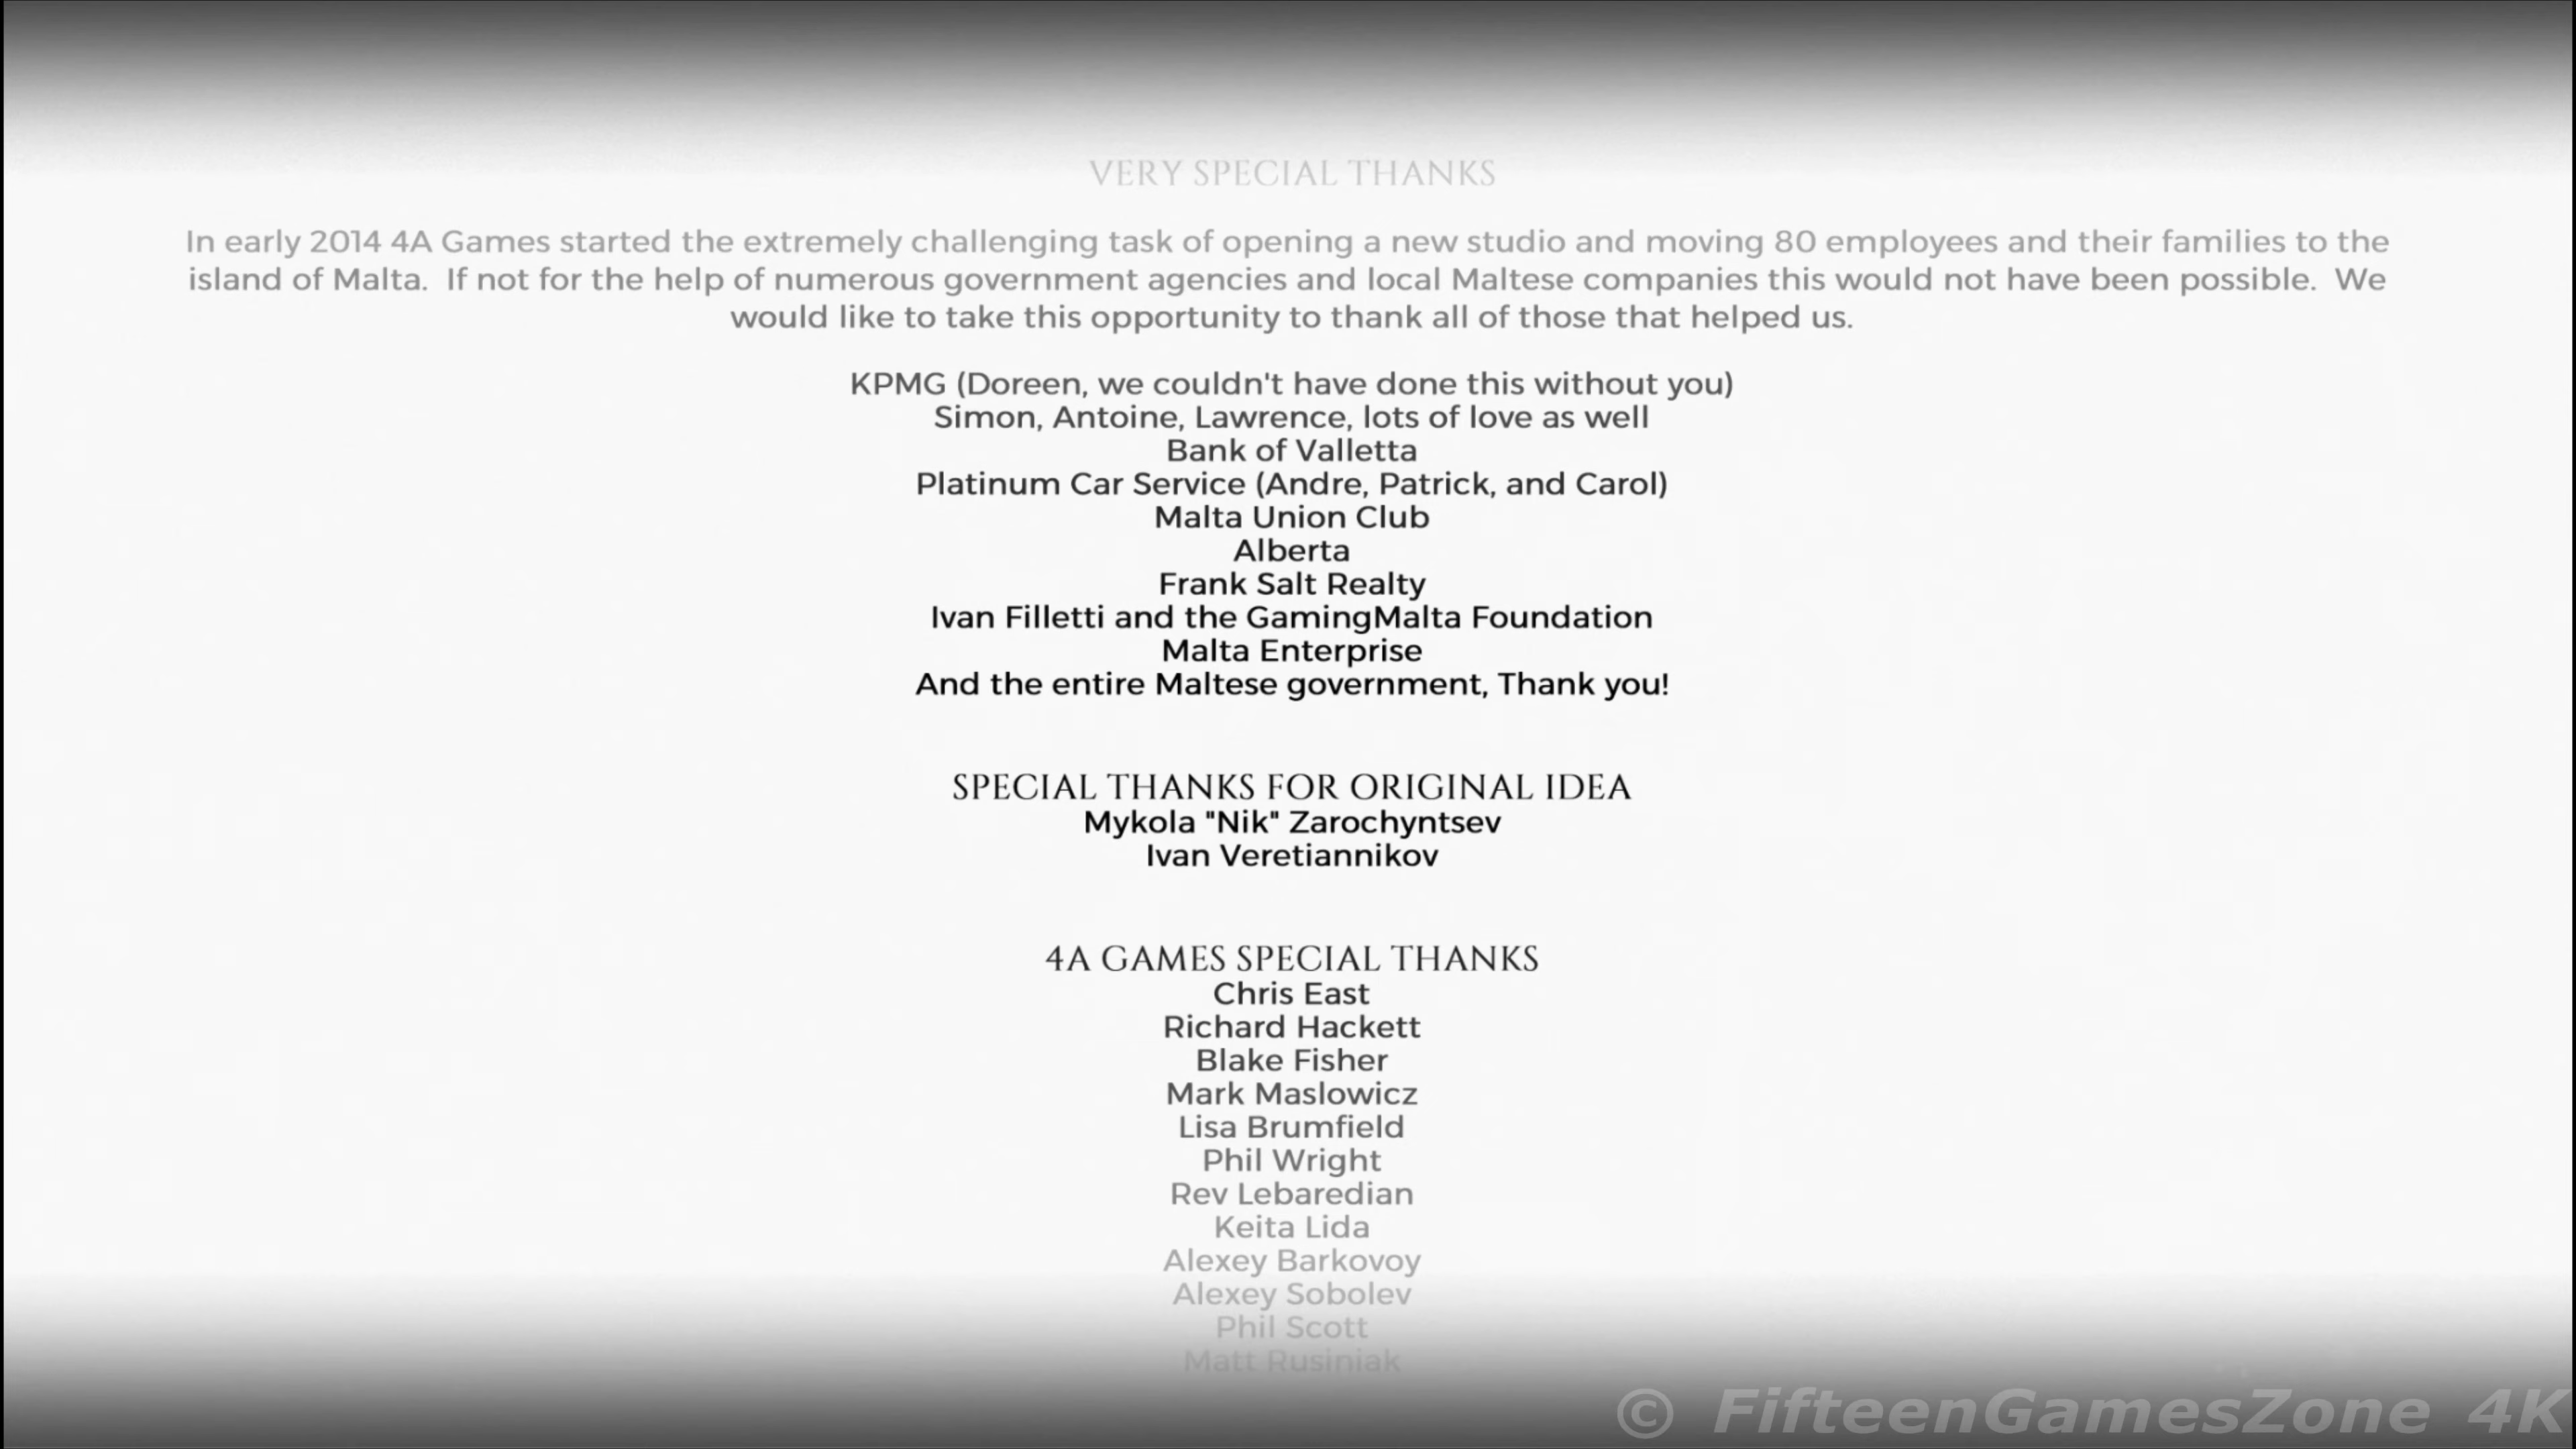 VERY SPECIAL THANKS
In early 2014 4A Games started the extremely challenging task of opening a new studio and moving 80 employees and their families to the
island of Malta.  If not for the help of numerous government agencies and local Maltese companies this would not have been possible.  We
would like to take this opportunity to thank all of those that helped us.
KPMG (Doreen, we couldn't have done this without you)
Simon, Antoine, Lawrence, lots of love as well
Bank of Valletta
Platinum Car Service (Andre, Patrick, and Carol)
Malta Union Club
Alberta
Frank Salt Realty
Ivan Filletti and the GamingMalta Foundation
Malta Enterprise
And the entire Maltese government, Thank you!
SPECIAL THANKS FOR ORIGINAL IDEA
Mykola "Nik" Zarochyntsev
Ivan Veretiannikov
4A GAMES SPECIAL THANKS
Chris East
Richard Hackett
Blake Fisher
Mark Maslowicz
Lisa Brumfield
Phil Wright
Rev Lebaredian
Keita Lida
Alexey Barkovoy
Alexey Sobolev
Phil Scott
Matt Rusiniak
© FifteenGamesZone 4K